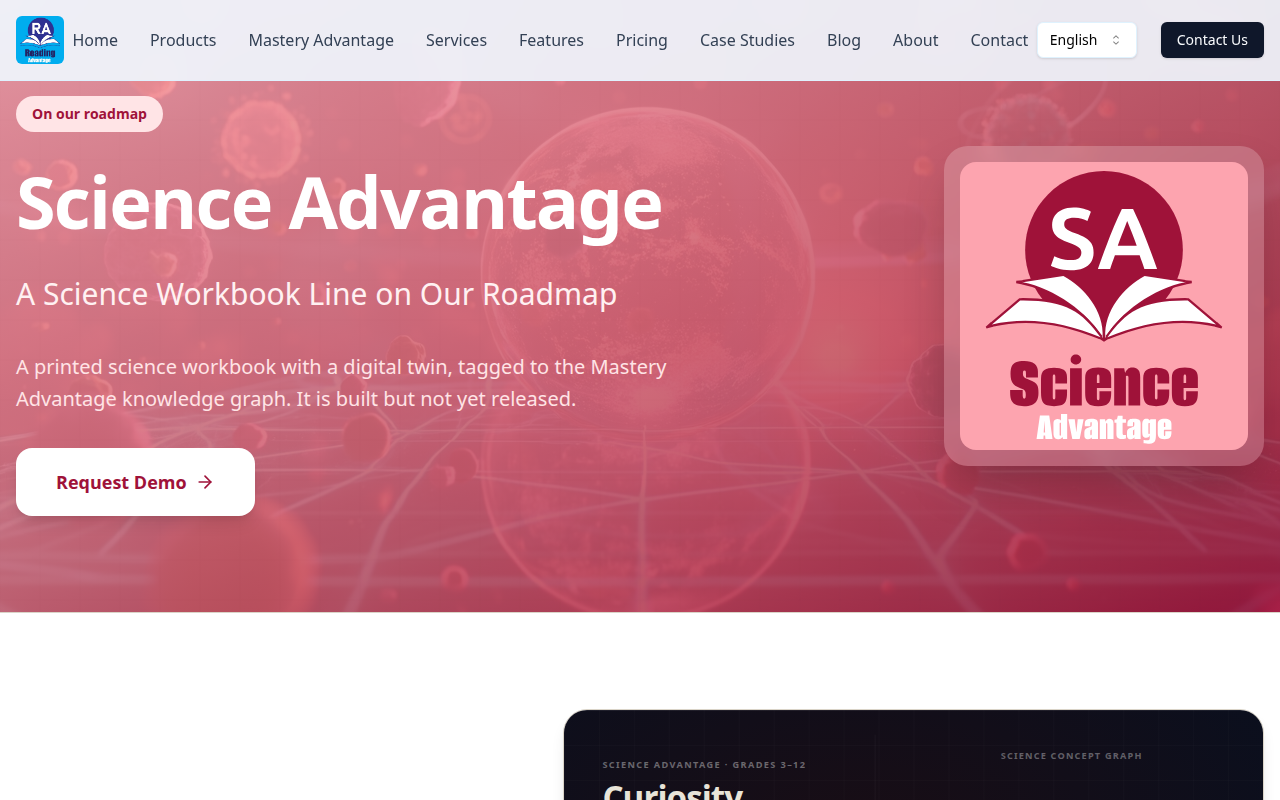 RA
Reading
Advantage
Home
Products
Mastery Advantage
Services
Features
Pricing
Case Studies
Blog
About
Contact
English
Contact Us
On our roadmap
Science Advantage
A Science Workbook Line on Our Roadmap
A printed science workbook with a digital twin, tagged to the Mastery
Advantage knowledge graph. It is built but not yet released.
Request Demo
SA
Science
Advantage
SCIENCE ADVANTAGE · GRADES 3–12
SCIENCE CONCEPT GRAPH
Curiosity